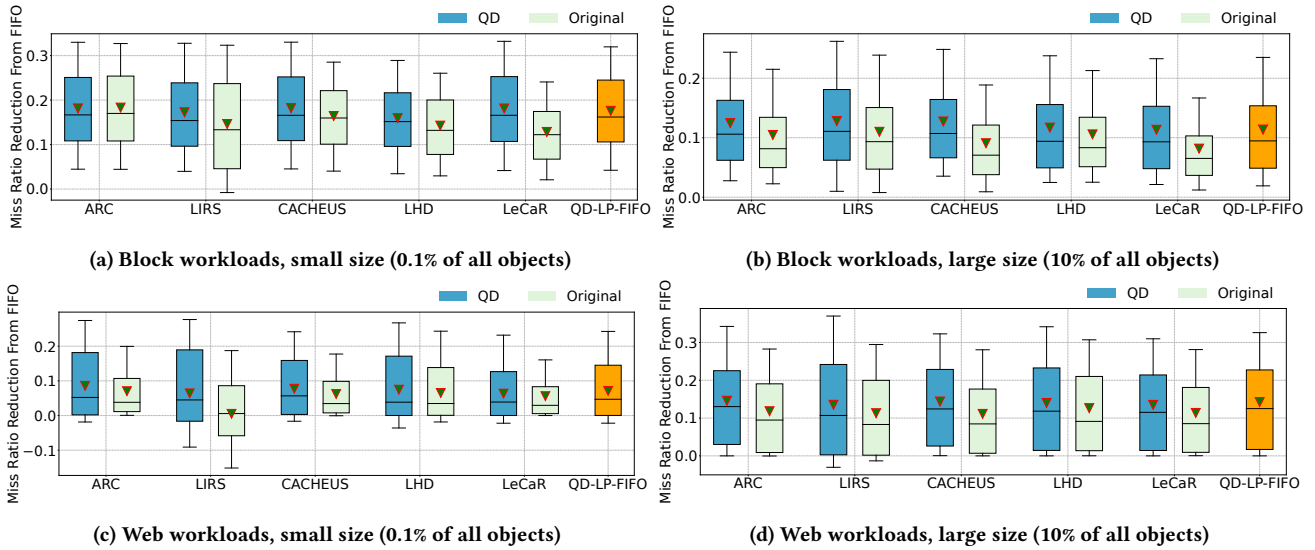 QD Original
Miss Ratio Reduction From FIFO
0.3
0.2
0.1
0.0
ARC LIRS CACHEUS LHD LeCaR QD-LP-FIFO
(a) Block workloads, small size (0.1% of all objects)
QD Original
Miss Ratio Reduction From FIFO
0.2
0.1
0.0
ARC LIRS CACHEUS LHD LeCaR QD-LP-FIFO
(b) Block workloads, large size (10% of all objects)
QD Original
Miss Ratio Reduction From FIFO
0.2
0.1
0.0
−0.1
ARC LIRS CACHEUS LHD LeCaR QD-LP-FIFO
(c) Web workloads, small size (0.1% of all objects)
QD Original
Miss Ratio Reduction From FIFO
0.3
0.2
0.1
0.0
ARC LIRS CACHEUS LHD LeCaR QD-LP-FIFO
(d) Web workloads, large size (10% of all objects)